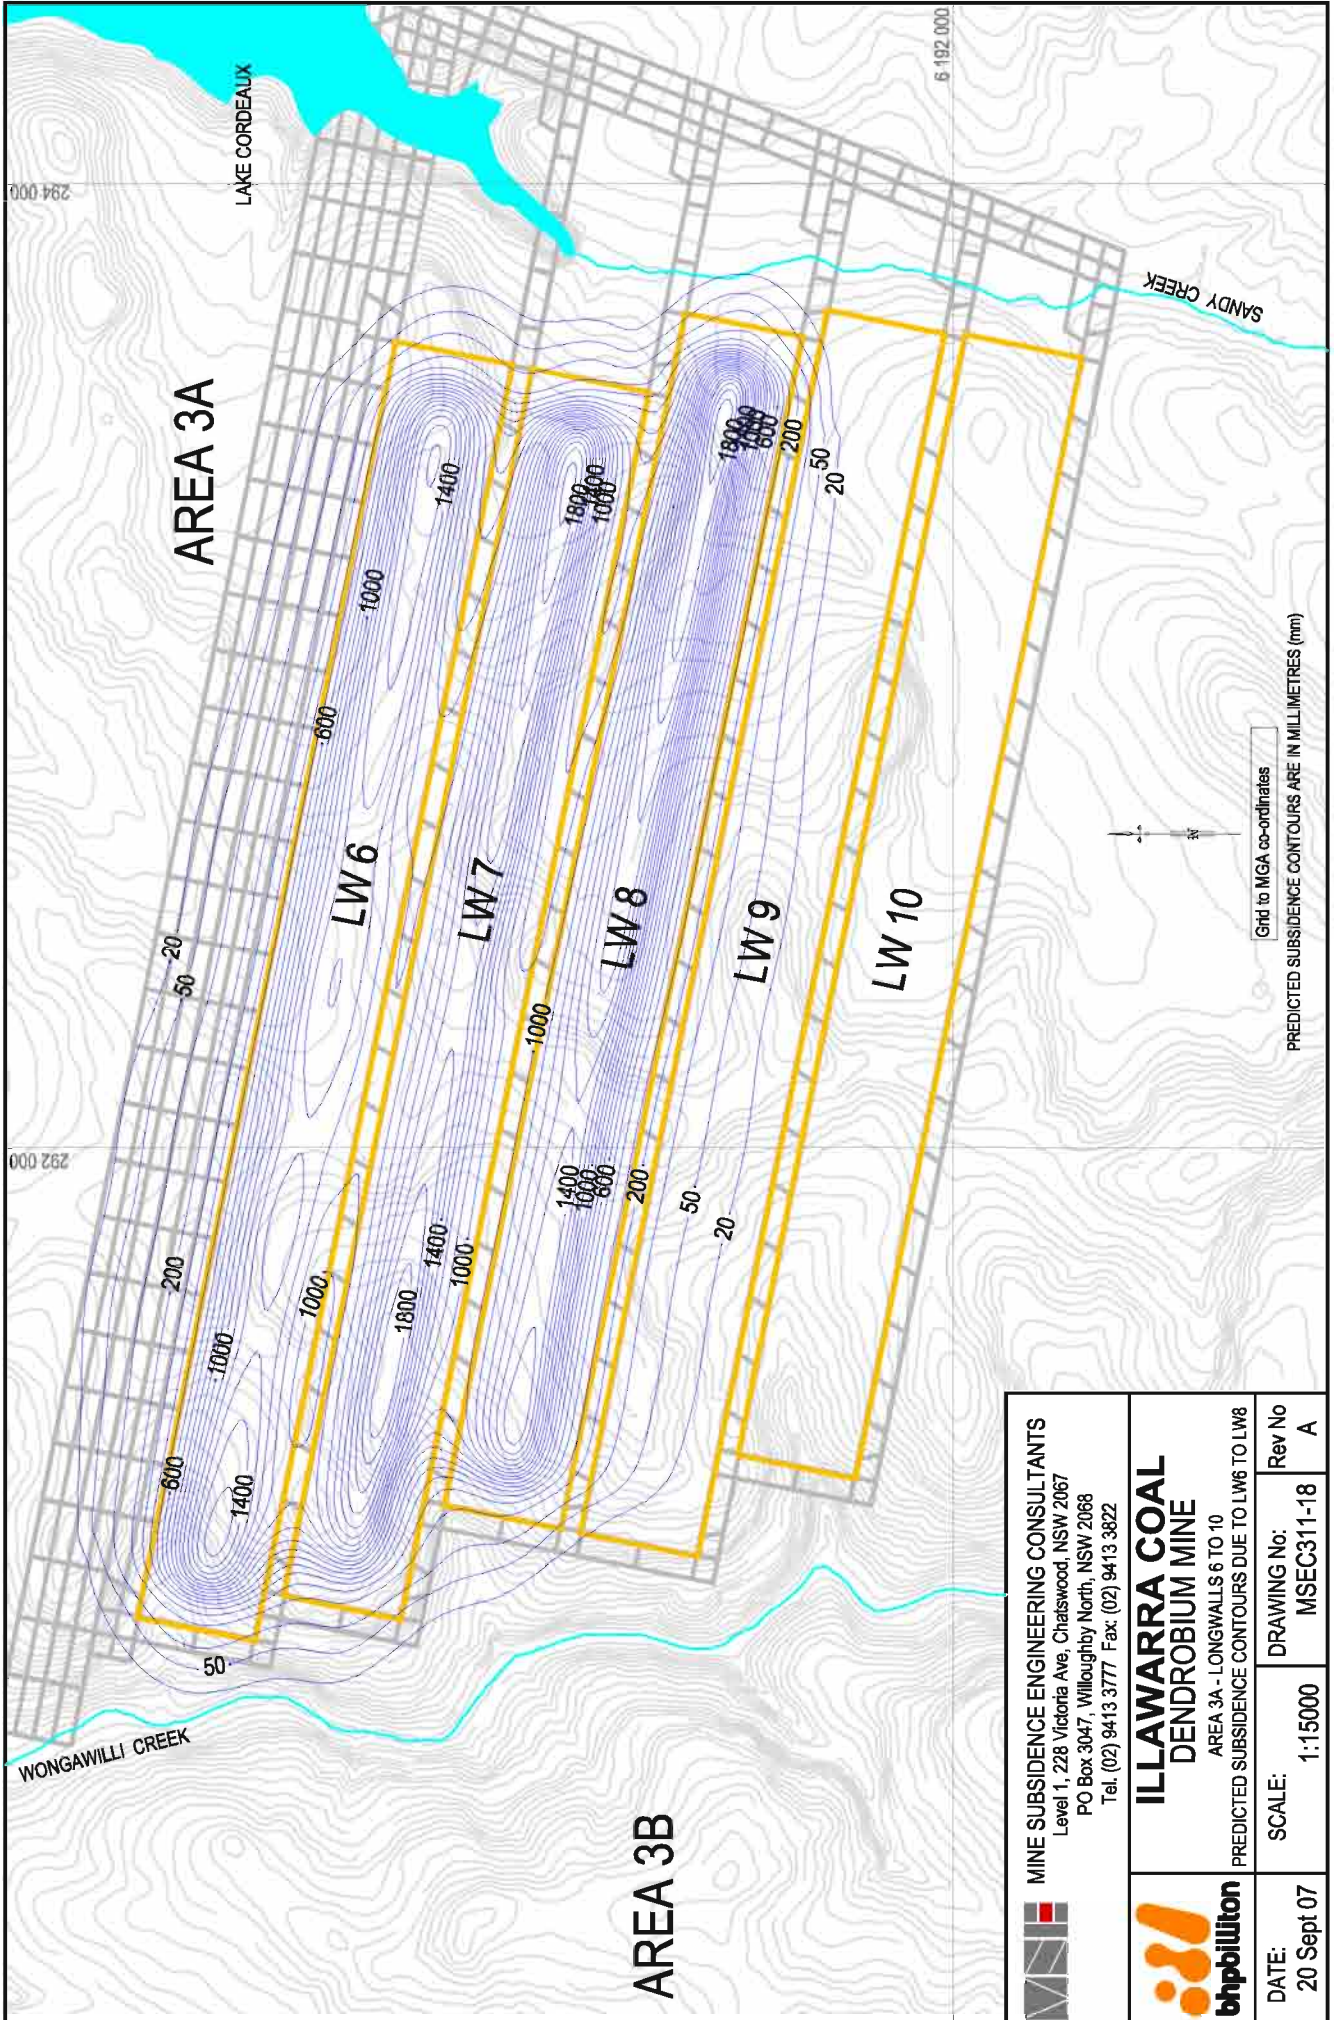 AREA 3A
LAKE CORDEAUX
SANDY CREEK
WONGAWILLI CREEK
AREA 3B
294 000
292 000
6 192 000
LW 6
LW 7
LW 8
LW 9
LW 10
20
50
200
600
1000
600
1000
1400
1400
50
1000
1000
1400
1800
1000
1400
1000
600
200
50
20
1400
1800
1400
1000
1800
1000
600
200
50
20
Grid to MGA co-ordinates
PREDICTED SUBSIDENCE CONTOURS ARE IN MILLIMETRES (mm)
MINE SUBSIDENCE ENGINEERING CONSULTANTS
Level 1, 228 Victoria Ave, Chatswood, NSW 2067
PO Box 3047, Willoughby North, NSW 2068
Tel. (02) 9413 3777 Fax: (02) 9413 3822
bhpbilliton
ILLAWARRA COAL
DENDROBIUM MINE
AREA 3A - LONGWALLS 6 TO 10
PREDICTED SUBSIDENCE CONTOURS DUE TO LW6 TO LW8
DATE:
20 Sept 07
SCALE:
1:15000
DRAWING No:
MSEC311-18
Rev No
A